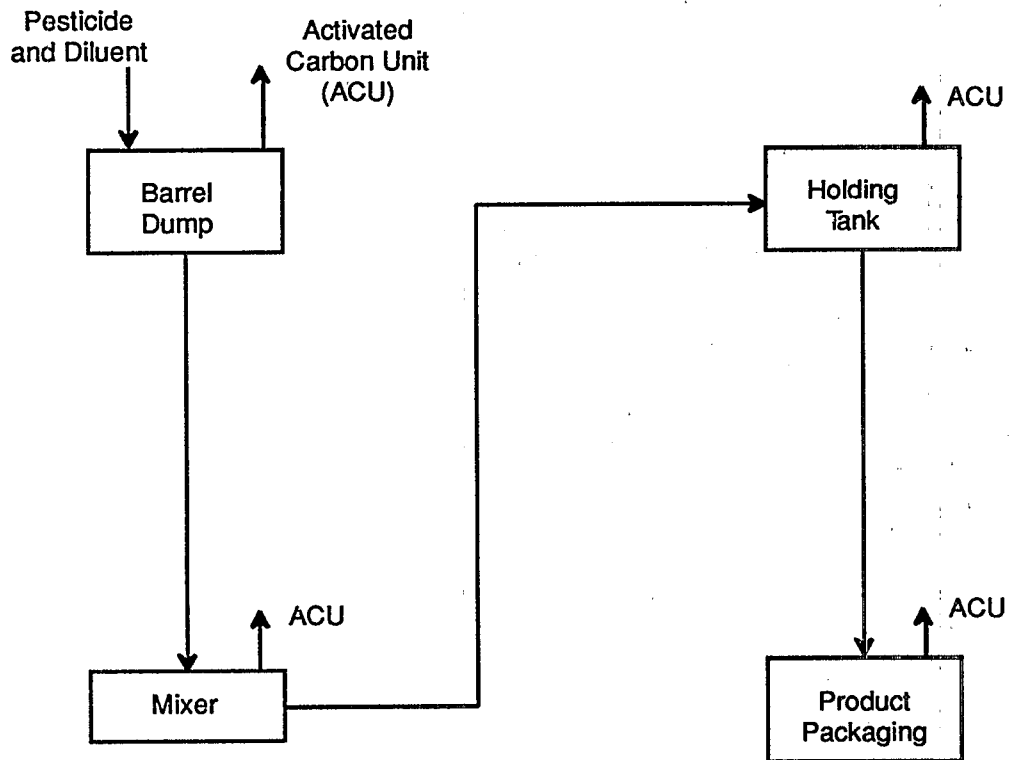 Pesticide
and Diluent
Activated
Carbon Unit
(ACU)
Barrel
Dump
ACU
Mixer
ACU
Holding
Tank
ACU
Product
Packaging